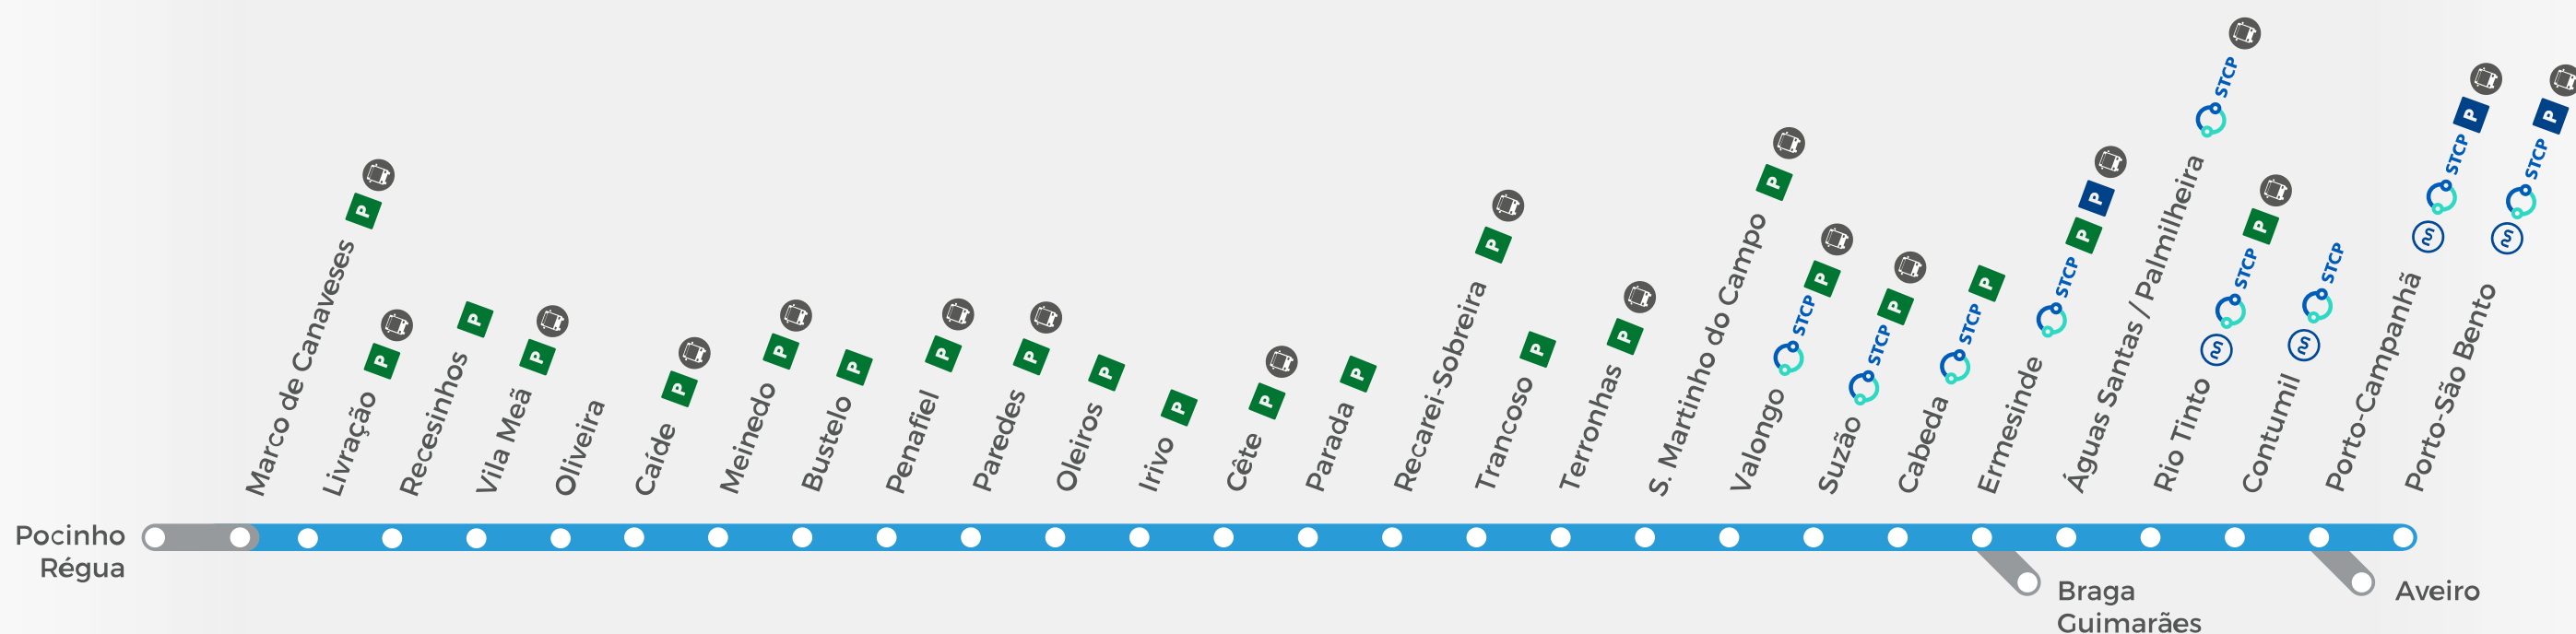 Marco de Canaveses P
Livração P
Recesinhos P
Vila Meã P
Oliveira
Caíde P
Meinedo P
Bustelo P
Penafiel P
Paredes P
Oleiros P
Irivo P
Cête P
Parada P
Recarei-Sobreira P
Trancoso P
Terronhas P
S. Martinho do Campo P
Valongo STCP P
Suzão STCP P
Cabeda STCP P
Ermesinde STCP P P
Águas Santas / Palmilheira STCP
Rio Tinto STCP P
Contumil STCP
Porto-Campanhã STCP P
Porto-São Bento STCP P
Pocinho
Régua
Braga
Guimarães
Aveiro